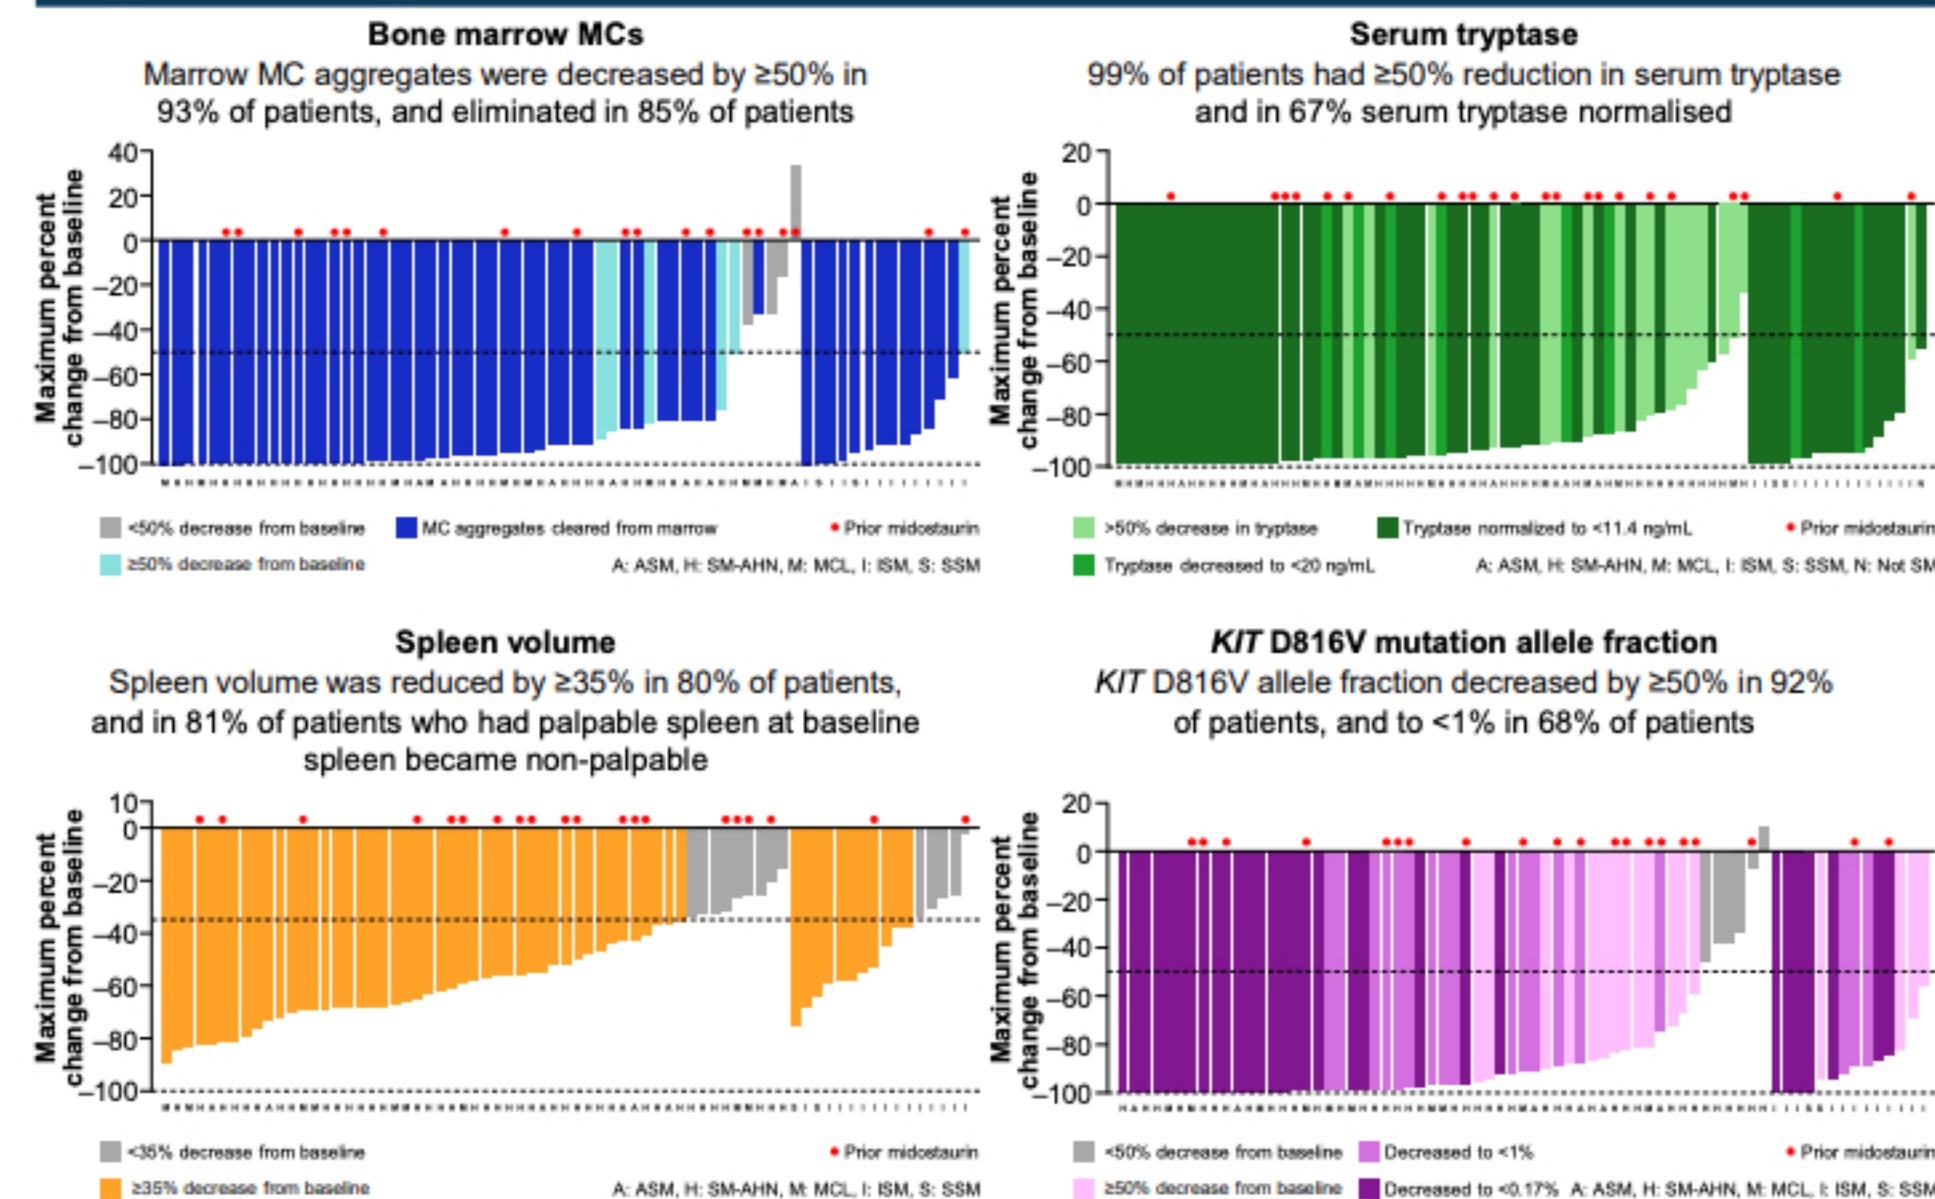 Bone marrow MCs
Marrow MC aggregates were decreased by ≥50% in
93% of patients, and eliminated in 85% of patients
Maximum percent
change from baseline
40
20
0
–20
–40
–60
–80
–100
<50% decrease from baseline
MC aggregates cleared from marrow
Prior midostaurin
≥50% decrease from baseline
A: ASM, H: SM-AHN, M: MCL, I: ISM, S: SSM
Serum tryptase
99% of patients had ≥50% reduction in serum tryptase
and in 67% serum tryptase normalised
Maximum percent
change from baseline
20
0
–20
–40
–60
–80
–100
>50% decrease in tryptase
Tryptase normalized to <11.4 ng/mL
Prior midostaurin
Tryptase decreased to <20 ng/mL
A: ASM, H: SM-AHN, M: MCL, I: ISM, S: SSM, N: Not SM
Spleen volume
Spleen volume was reduced by ≥35% in 80% of patients,
and in 81% of patients who had palpable spleen at baseline
spleen became non-palpable
Maximum percent
change from baseline
10
0
–20
–40
–60
–80
–100
<35% decrease from baseline
Prior midostaurin
≥35% decrease from baseline
A: ASM, H: SM-AHN, M: MCL, I: ISM, S: SSM
KIT D816V mutation allele fraction
KIT D816V allele fraction decreased by ≥50% in 92%
of patients, and to <1% in 68% of patients
Maximum percent
change from baseline
20
0
–20
–40
–60
–80
–100
<50% decrease from baseline
Decreased to <1%
Prior midostaurin
≥50% decrease from baseline
Decreased to <0.17%
A: ASM, H: SM-AHN, M: MCL, I: ISM, S: SSM